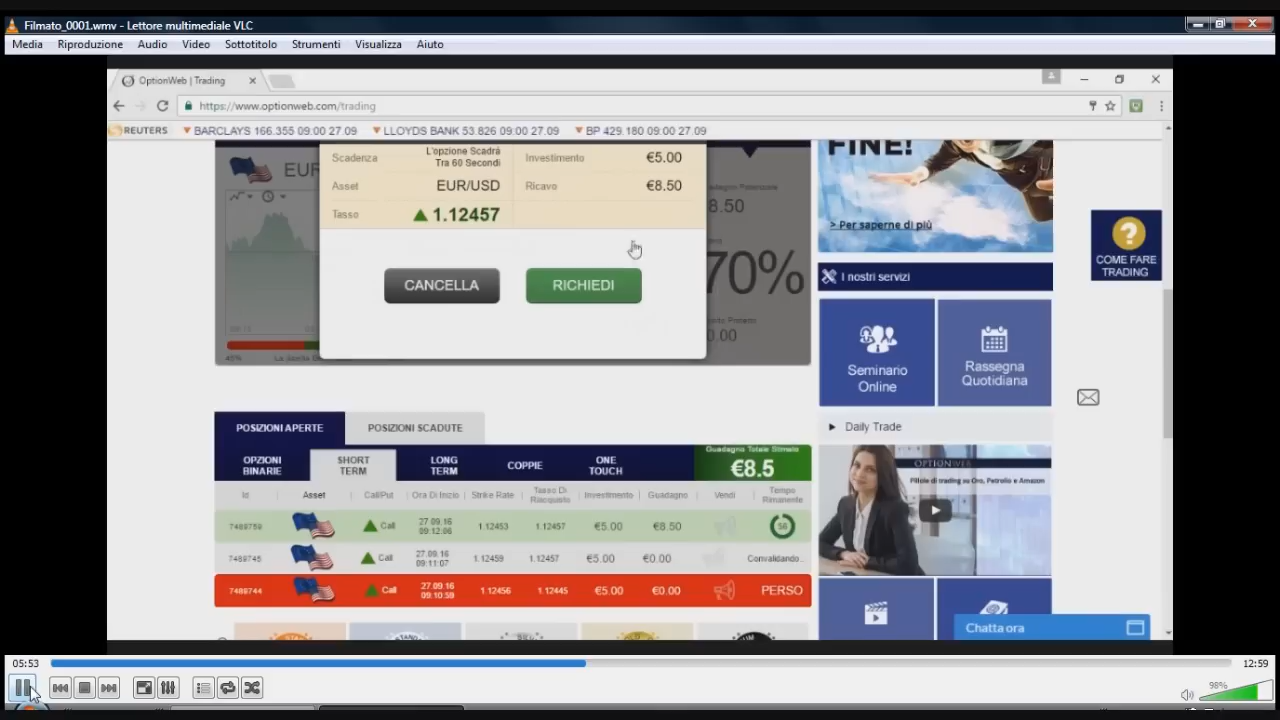 Filmato_0001.wmv - Lettore multimediale VLC
Media Riproduzione Audio Video Sottotitolo Strumenti Visualizza Aiuto
OptionWeb | Trading
https://www.optionweb.com/trading
REUTERS BARCLAYS 166.355 09:00 27.09 LLOYDS BANK 53.826 09:00 27.09 BP 429.180 09:00 27.09
FINE!
Scadenza L'opzione Scadrà Tra 60 Secondi Investimento €5.00
Asset EUR/USD Ricavo €8.50
Tasso 1.12457
EUR
8.50
70%
0.00
CANCELLA RICHIEDI
> Per saperne di più
COME FARE
TRADING
I nostri servizi
Seminario
Online
Rassegna
Quotidiana
Daily Trade
OPTIONWEB
Pillole di trading su Oro, Petrolio e Amazon
POSIZIONI APERTE POSIZIONI SCADUTE
OPZIONI BINARIE SHORT TERM LONG TERM COPPIE ONE TOUCH
Guadagno Totale Stimato
€8.5
Id Asset Call/Put Ora Di Inizio Strike Rate Tasso Di Riacquisto Investimento Guadagno Vendi Tempo Rimanente
7489759 Call 27.09.16 09:12:06 1.12453 1.12457 €5.00 €8.50 56
7489745 Call 27.09.16 09:11:07 1.12459 1.12457 €5.00 €0.00 Convalidando..
7489744 Call 27.09.16 09:10:59 1.12456 1.12445 €5.00 €0.00 PERSO
Chatta ora
05:53 12:59
98%